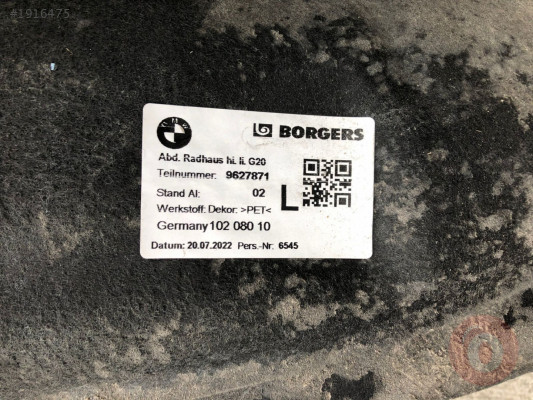 #1916475
BMW
BORGERS
Abd. Radhaus hi. li. G20
Teilnummer: 9627871
Stand AI: 02
L
Werkstoff: Dekor: >PET<
Germany 102 080 10
Datum: 20.07.2022 Pers.-Nr: 6545